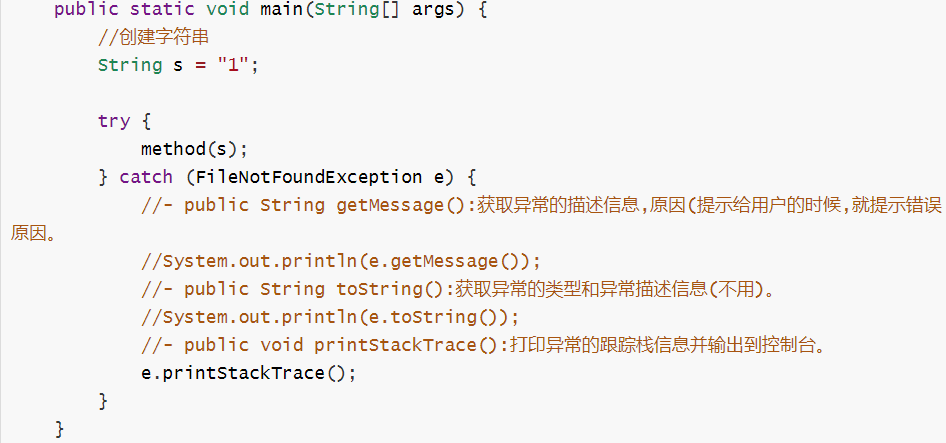 public static void main(String[] args) {
//创建字符串
String s = "1";
try {
method(s);
} catch (FileNotFoundException e) {
//- public String getMessage():获取异常的描述信息,原因(提示给用户的时候,就提示错误
原因。
//System.out.println(e.getMessage());
//- public String toString():获取异常的类型和异常描述信息(不用)。
//System.out.println(e.toString());
//- public void printStackTrace():打印异常的跟踪栈信息并输出到控制台。
e.printStackTrace();
}
}